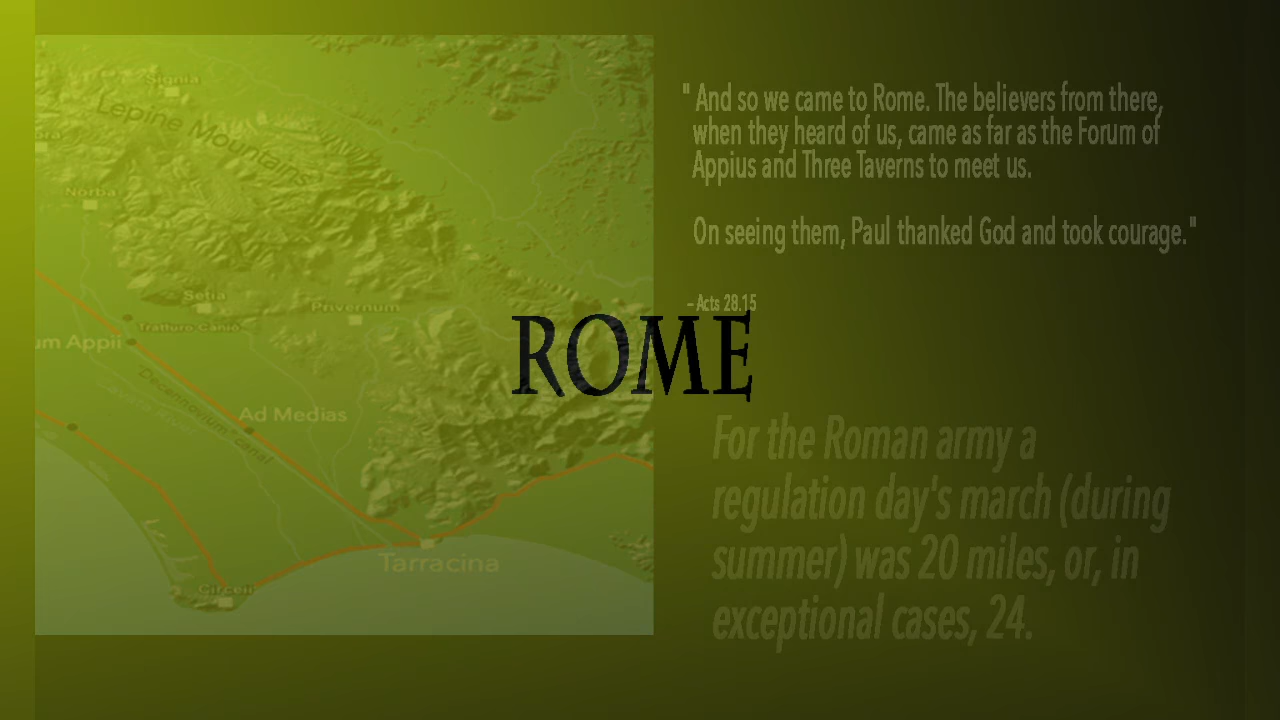 Signia
Lepine Mountains
ora
Norba
Setia
Privernum
Tratturo Canio
um Appii
Decennovium canal
Ad Medias
Tarracina
Circeii
" And so we came to Rome. The believers from there,
when they heard of us, came as far as the Forum of
Appius and Three Taverns to meet us.
On seeing them, Paul thanked God and took courage."
– Acts 28.15
ROME
For the Roman army a
regulation day's march (during
summer) was 20 miles, or, in
exceptional cases, 24.